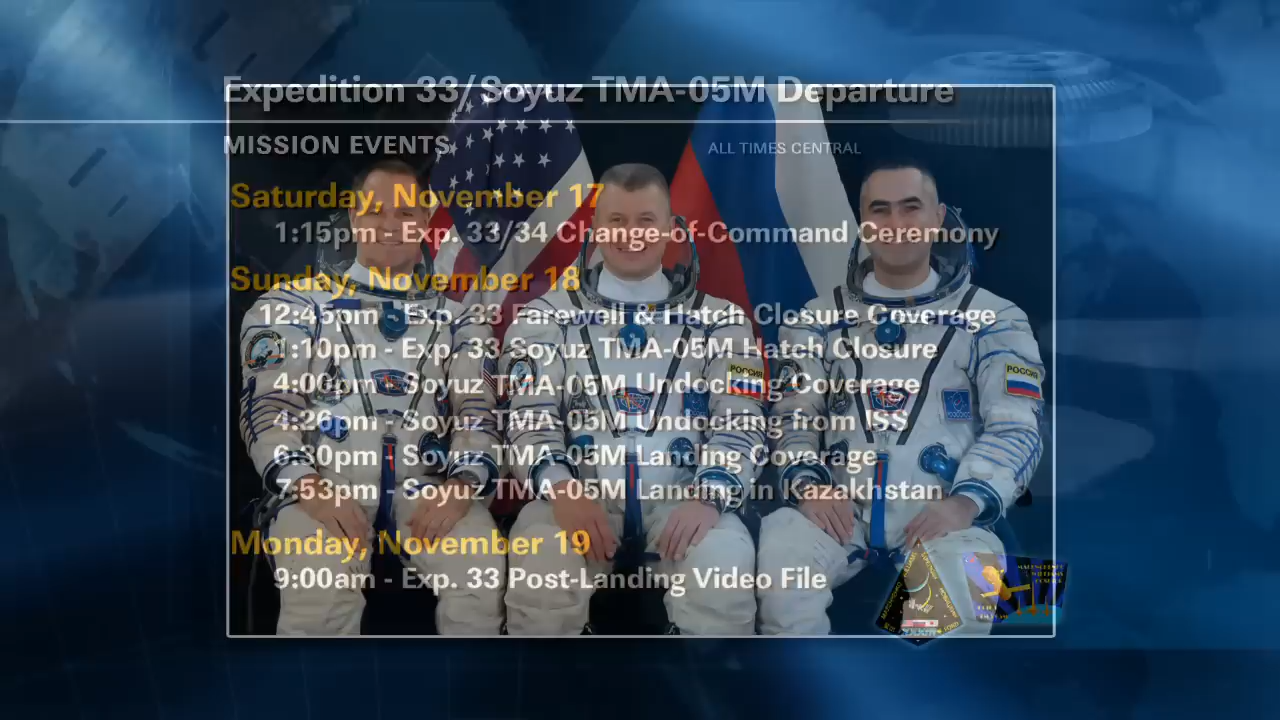 Expedition 33/Soyuz TMA-05M Departure
MISSION EVENTS
ALL TIMES CENTRAL
Saturday, November 17
1:15pm - Exp. 33/34 Change-of-Command Ceremony
Sunday, November 18
12:45pm - Exp. 33 Farewell & Hatch Closure Coverage
1:10pm - Exp. 33 Soyuz TMA-05M Hatch Closure
4:00pm - Soyuz TMA-05M Undocking Coverage
4:26pm - Soyuz TMA-05M Undocking from ISS
6:30pm - Soyuz TMA-05M Landing Coverage
7:53pm - Soyuz TMA-05M Landing in Kazakhstan
Monday, November 19
9:00am - Exp. 33 Post-Landing Video File
РОССИЯ
РОССИЯ